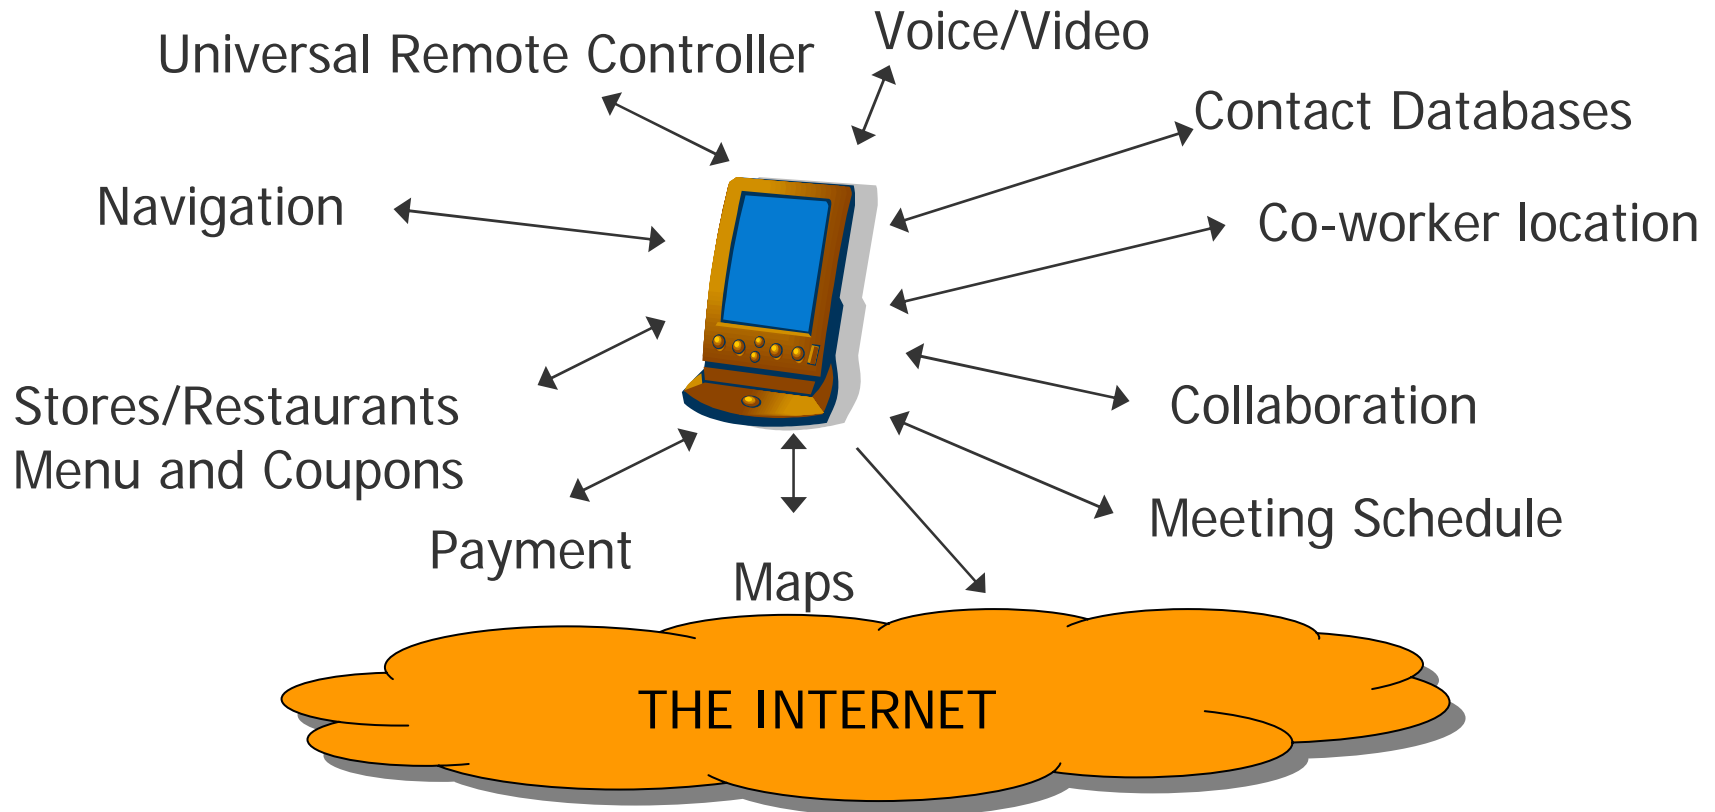 Voice/Video
Universal Remote Controller
Contact Databases
Navigation
Co-worker location
Stores/Restaurants
Menu and Coupons
Collaboration
Meeting Schedule
Payment
Maps
THE INTERNET